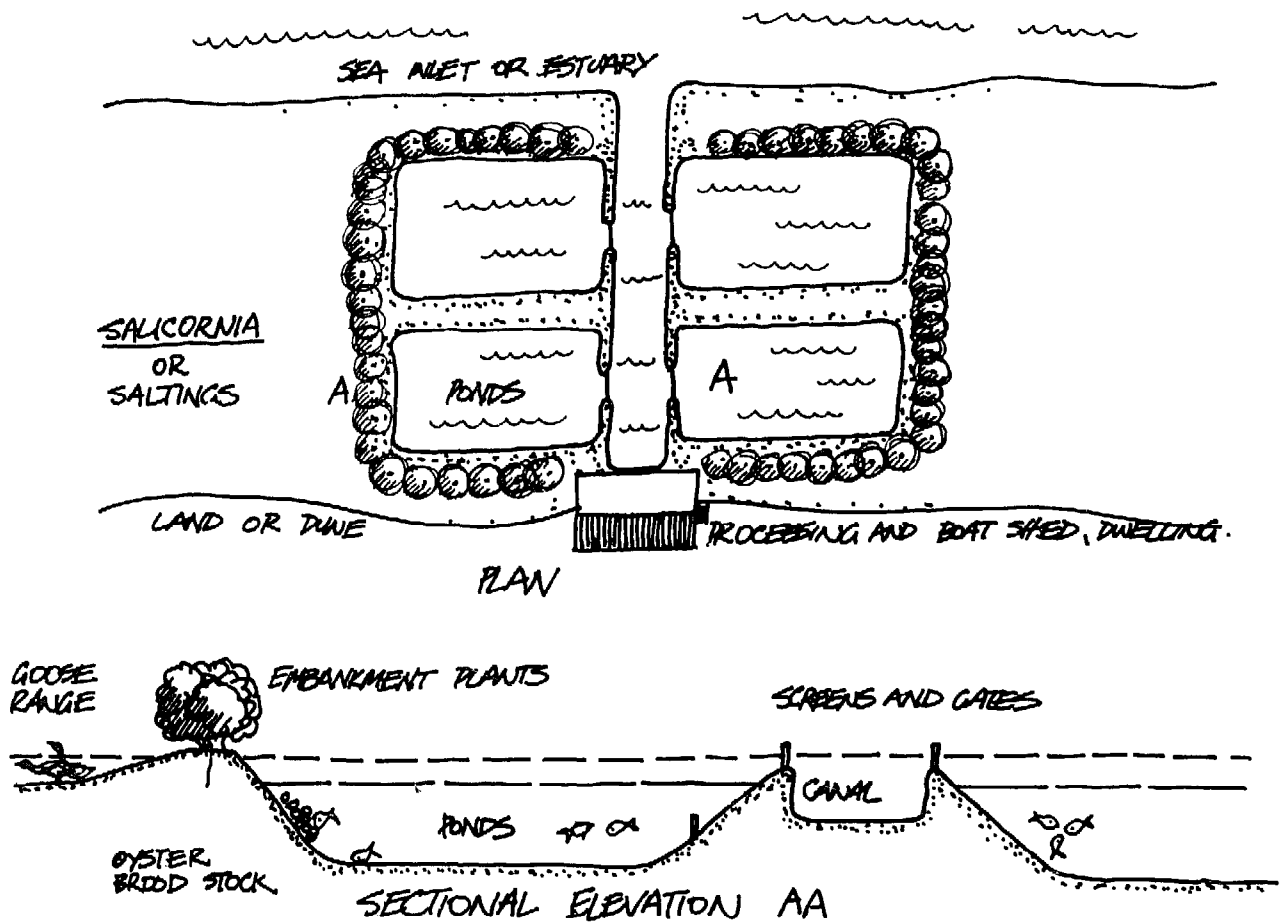 SEA INLET OR ESTUARY
SALICORNIA
OR
SALTINGS
A
PONDS
A
LAND OR DUNE
PROCESSING AND BOAT SHED, DWELLING.
PLAN
GOOSE
RANGE
EMBANKMENT PLANTS
SCREENS AND GATES
CANAL
PONDS
OYSTER
BROOD STOCK
SECTIONAL ELEVATION AA